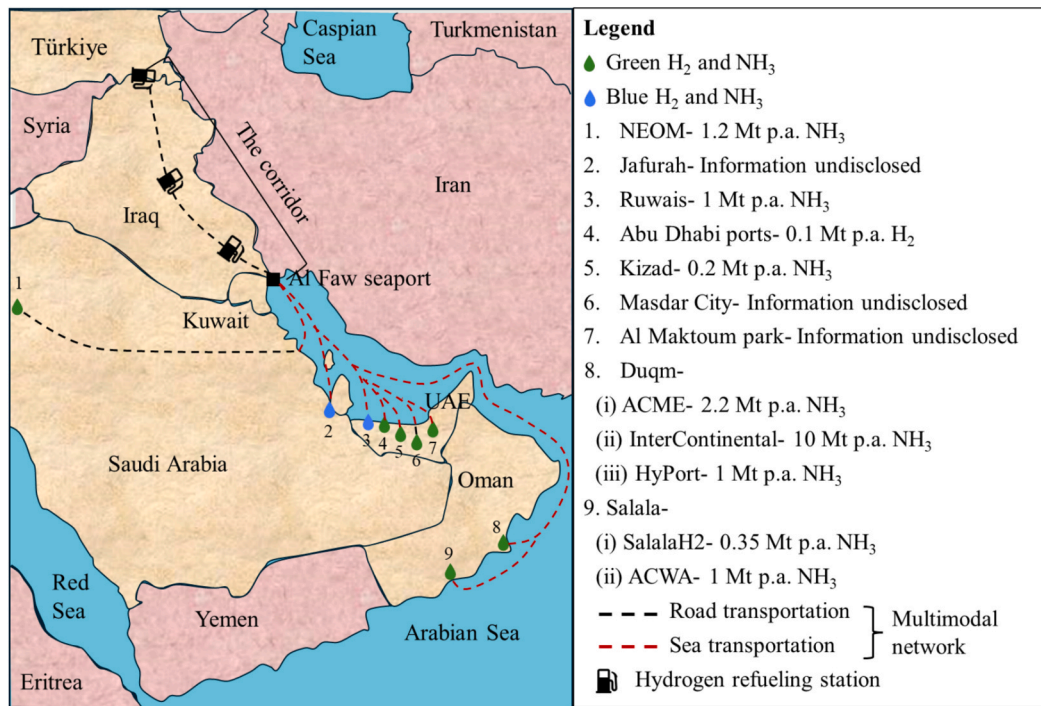 Türkiye
Caspian
Sea
Turkmenistan
Syria
The corridor
Iran
Iraq
1
Al Faw seaport
Kuwait
UAE
2
3
4
5
6
7
Saudi Arabia
Oman
8
9
Red
Sea
Yemen
Arabian Sea
Eritrea
Legend
Green H₂ and NH₃
Blue H₂ and NH₃
1. NEOM- 1.2 Mt p.a. NH₃
2. Jafurah- Information undisclosed
3. Ruwais- 1 Mt p.a. NH₃
4. Abu Dhabi ports- 0.1 Mt p.a. H₂
5. Kizad- 0.2 Mt p.a. NH₃
6. Masdar City- Information undisclosed
7. Al Maktoum park- Information undisclosed
8. Duqm-
(i) ACME- 2.2 Mt p.a. NH₃
(ii) InterContinental- 10 Mt p.a. NH₃
(iii) HyPort- 1 Mt p.a. NH₃
9. Salala-
(i) SalalaH2- 0.35 Mt p.a. NH₃
(ii) ACWA- 1 Mt p.a. NH₃
Road transportation
Sea transportation
Multimodal
network
Hydrogen refueling station